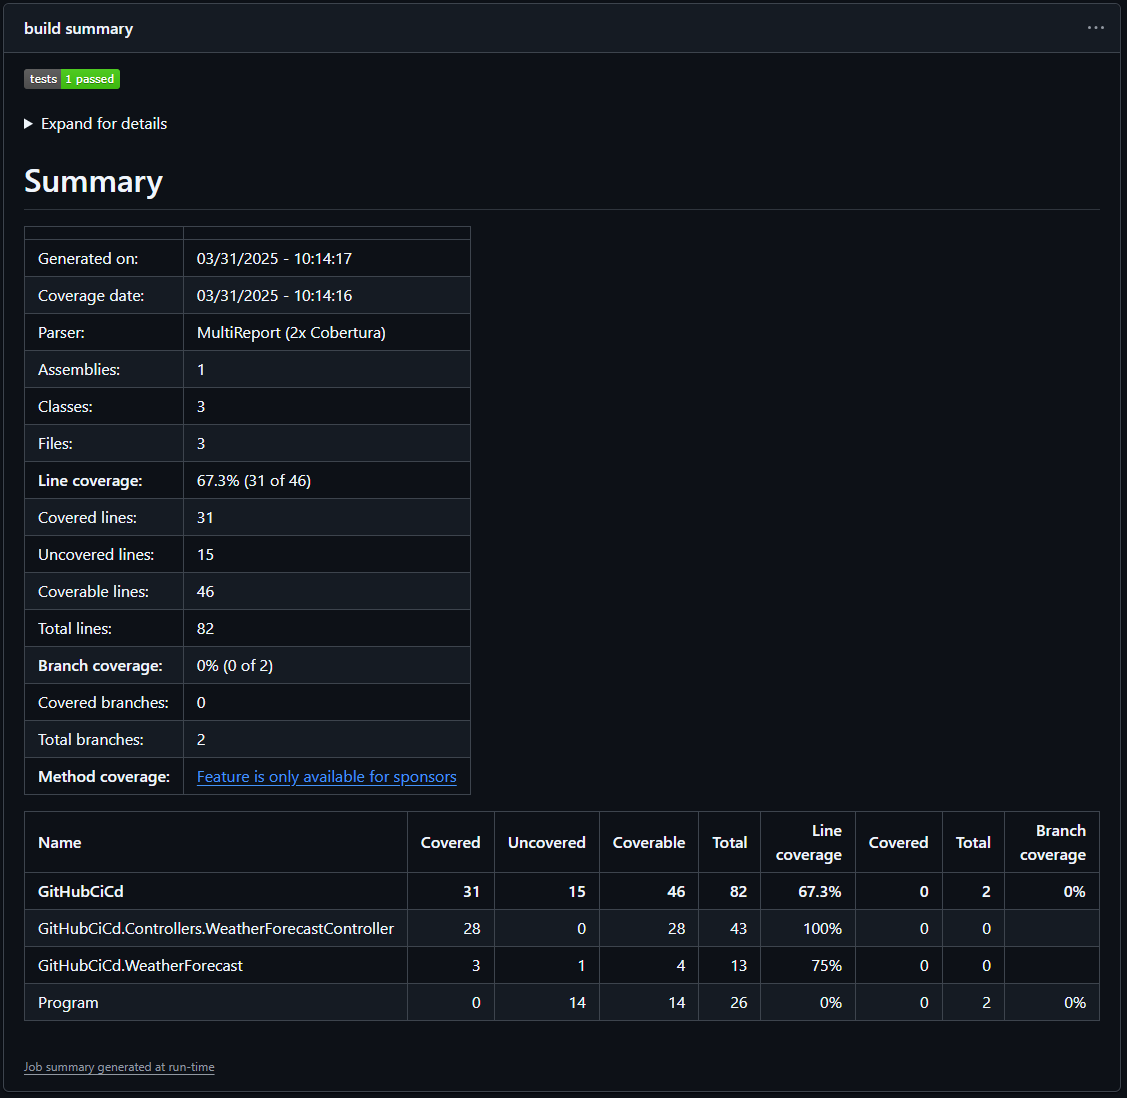 build summary
tests 1 passed
Expand for details
Summary
Generated on: 03/31/2025 - 10:14:17
Coverage date: 03/31/2025 - 10:14:16
Parser: MultiReport (2x Cobertura)
Assemblies: 1
Classes: 3
Files: 3
Line coverage: 67.3% (31 of 46)
Covered lines: 31
Uncovered lines: 15
Coverable lines: 46
Total lines: 82
Branch coverage: 0% (0 of 2)
Covered branches: 0
Total branches: 2
Method coverage: Feature is only available for sponsors
Name Covered Uncovered Coverable Total Line coverage Covered Total Branch coverage
GitHubCiCd 31 15 46 82 67.3% 0 2 0%
GitHubCiCd.Controllers.WeatherForecastController 28 0 28 43 100% 0 0
GitHubCiCd.WeatherForecast 3 1 4 13 75% 0 0
Program 0 14 14 26 0% 0 2 0%
Job summary generated at run-time